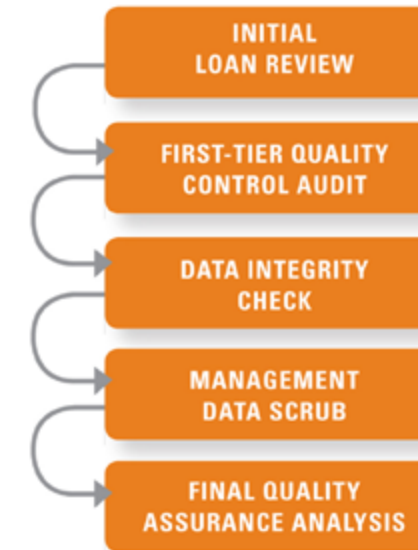 INITIAL
LOAN REVIEW
FIRST-TIER QUALITY
CONTROL AUDIT
DATA INTEGRITY
CHECK
MANAGEMENT
DATA SCRUB
FINAL QUALITY
ASSURANCE ANALYSIS